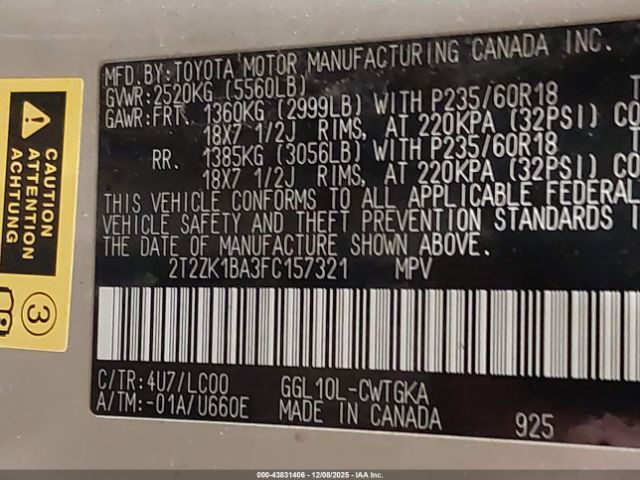 MFD. BY: TOYOTA MOTOR MANUFACTURING CANADA INC.
GVWR: 2520KG (5560LB)
GAWR: FRT. 1360KG (2999LB) WITH P235/60R18
18X7 1/2J RIMS, AT 220KPA (32PSI)
RR. 1385KG (3056LB) WITH P235/60R18
18X7 1/2J RIMS, AT 220KPA (32PSI)
THIS VEHICLE CONFORMS TO ALL APPLICABLE FEDERAL
VEHICLE SAFETY AND THEFT PREVENTION STANDARDS
THE DATE OF MANUFACTURE SHOWN ABOVE.
2T2ZK1BA3FC157321 MPV
C/TR: 4U7/LC00 GGL10L-CWTGKA
A/TM: -01A/U660E MADE IN CANADA 925
ATTENTION
ACHTUNG
3
000-43831406 • 12/08/2025 • IAAI.com